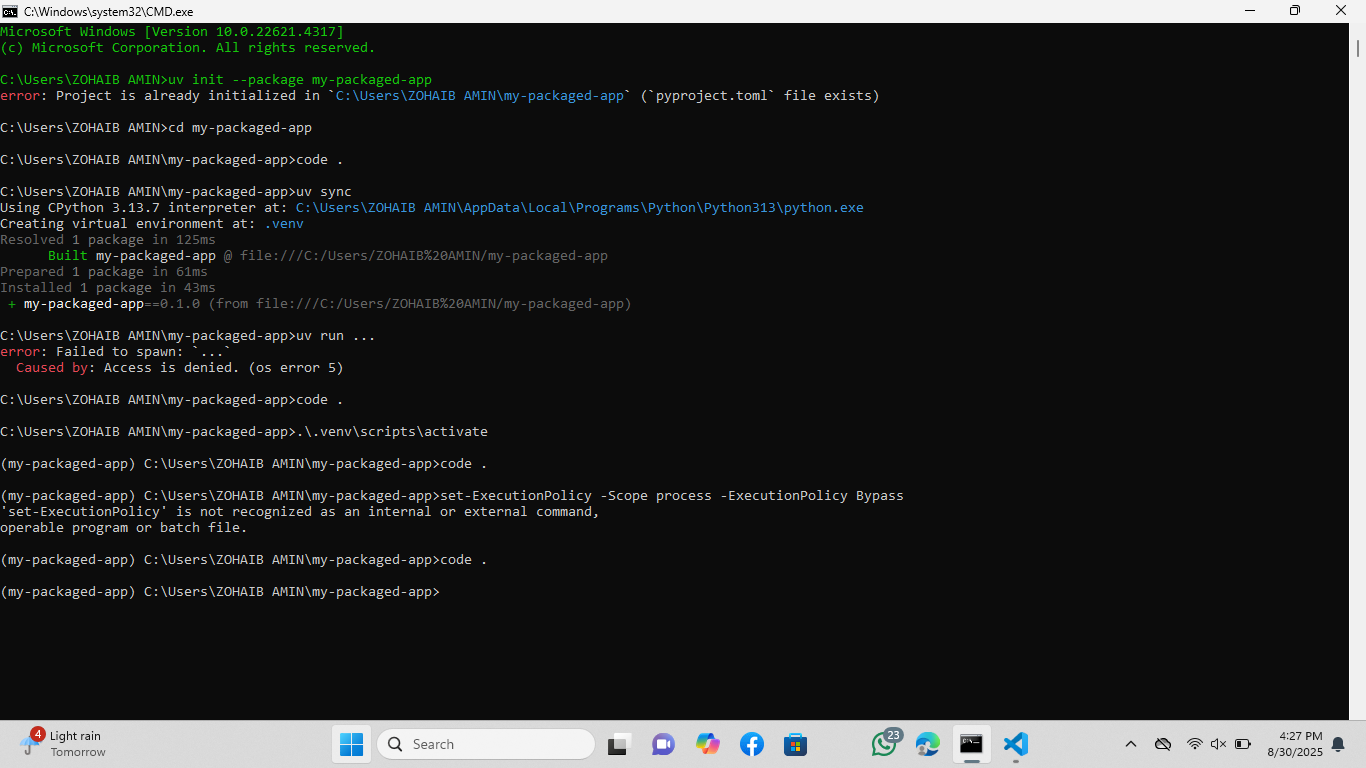 C:\Windows\system32\CMD.exe
Microsoft Windows [Version 10.0.22621.4317]
(c) Microsoft Corporation. All rights reserved.
C:\Users\ZOHAIB AMIN>uv init --package my-packaged-app
error: Project is already initialized in `C:\Users\ZOHAIB AMIN\my-packaged-app` (`pyproject.toml` file exists)
C:\Users\ZOHAIB AMIN>cd my-packaged-app
C:\Users\ZOHAIB AMIN\my-packaged-app>code .
C:\Users\ZOHAIB AMIN\my-packaged-app>uv sync
Using CPython 3.13.7 interpreter at: C:\Users\ZOHAIB AMIN\AppData\Local\Programs\Python\Python313\python.exe
Creating virtual environment at: .venv
Resolved 1 package in 125ms
Built my-packaged-app @ file:///C:/Users/ZOHAIB%20AMIN/my-packaged-app
Prepared 1 package in 61ms
Installed 1 package in 43ms
+ my-packaged-app==0.1.0 (from file:///C:/Users/ZOHAIB%20AMIN/my-packaged-app)
C:\Users\ZOHAIB AMIN\my-packaged-app>uv run ...
error: Failed to spawn: `...`
Caused by: Access is denied. (os error 5)
C:\Users\ZOHAIB AMIN\my-packaged-app>code .
C:\Users\ZOHAIB AMIN\my-packaged-app>.\.venv\scripts\activate
(my-packaged-app) C:\Users\ZOHAIB AMIN\my-packaged-app>code .
(my-packaged-app) C:\Users\ZOHAIB AMIN\my-packaged-app>set-ExecutionPolicy -Scope process -ExecutionPolicy Bypass
'set-ExecutionPolicy' is not recognized as an internal or external command,
operable program or batch file.
(my-packaged-app) C:\Users\ZOHAIB AMIN\my-packaged-app>code .
(my-packaged-app) C:\Users\ZOHAIB AMIN\my-packaged-app>
4
Light rain
Tomorrow
Search
23
4:27 PM
8/30/2025